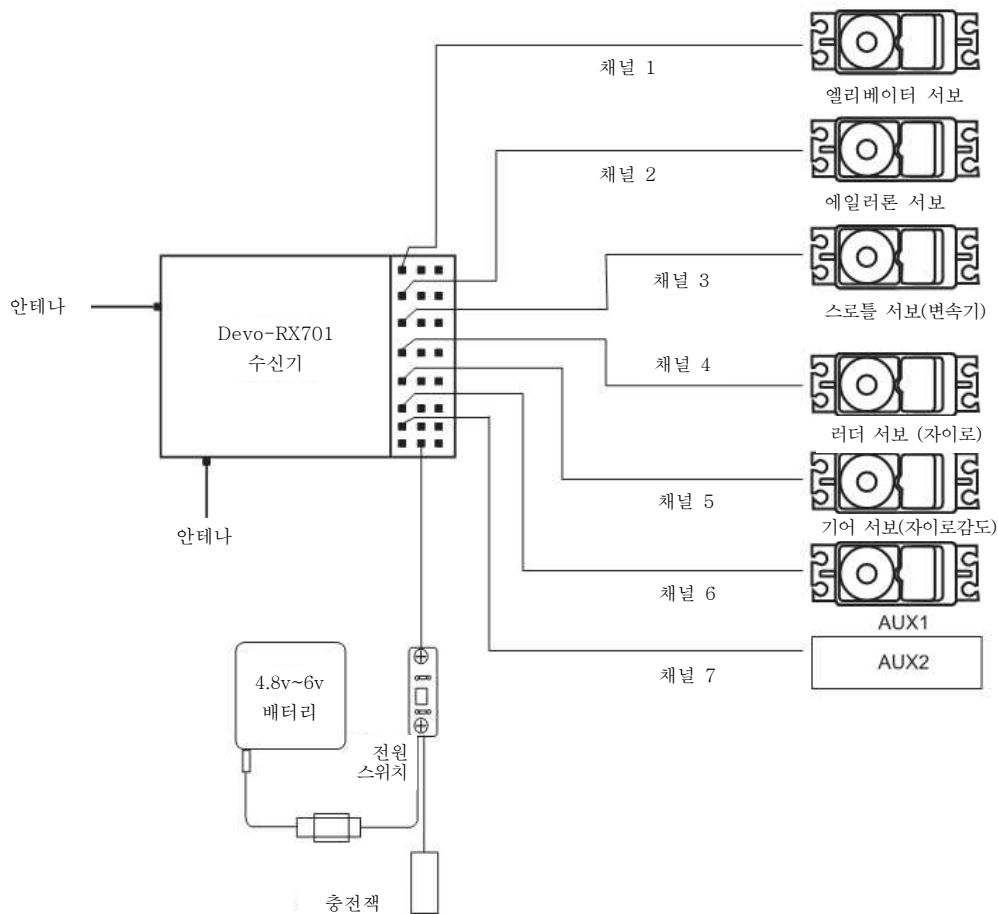 채널 1
엘리베이터 서보
채널 2
에일러론 서보
채널 3
스로틀 서보(변속기)
안테나
Devo-RX701
수신기
채널 4
러더 서보 (자이로)
채널 5
기어 서보(자이로감도)
안테나
채널 6
AUX1
채널 7
AUX2
4.8v~6v
배터리
전원
스위치
충전잭